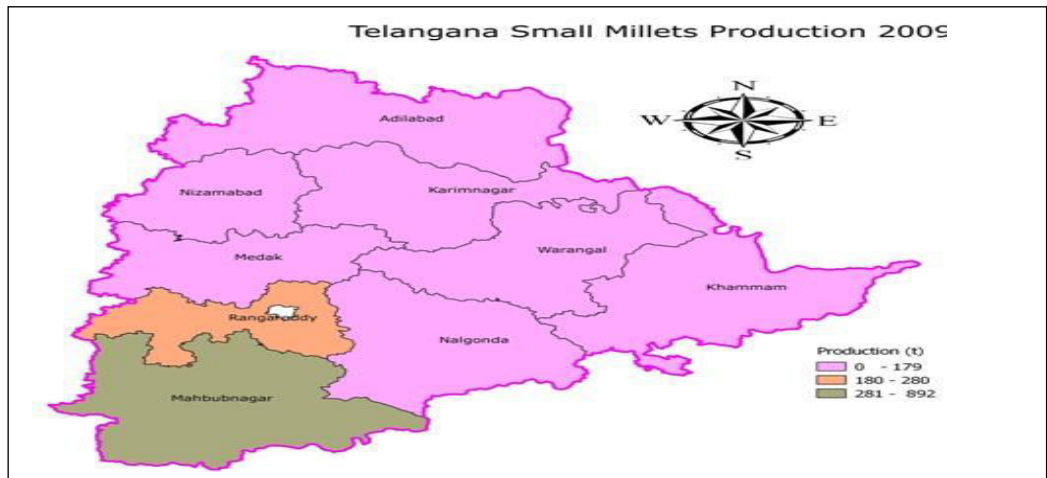 Telangana Small Millets Production 2009
N
W E
S
Adilabad
Nizamabad
Karimnagar
Warangal
Medak
Khammam
Rangareddy
Nalgonda
Mahbubnagar
Production (t)
0 - 179
180 - 280
281 - 892